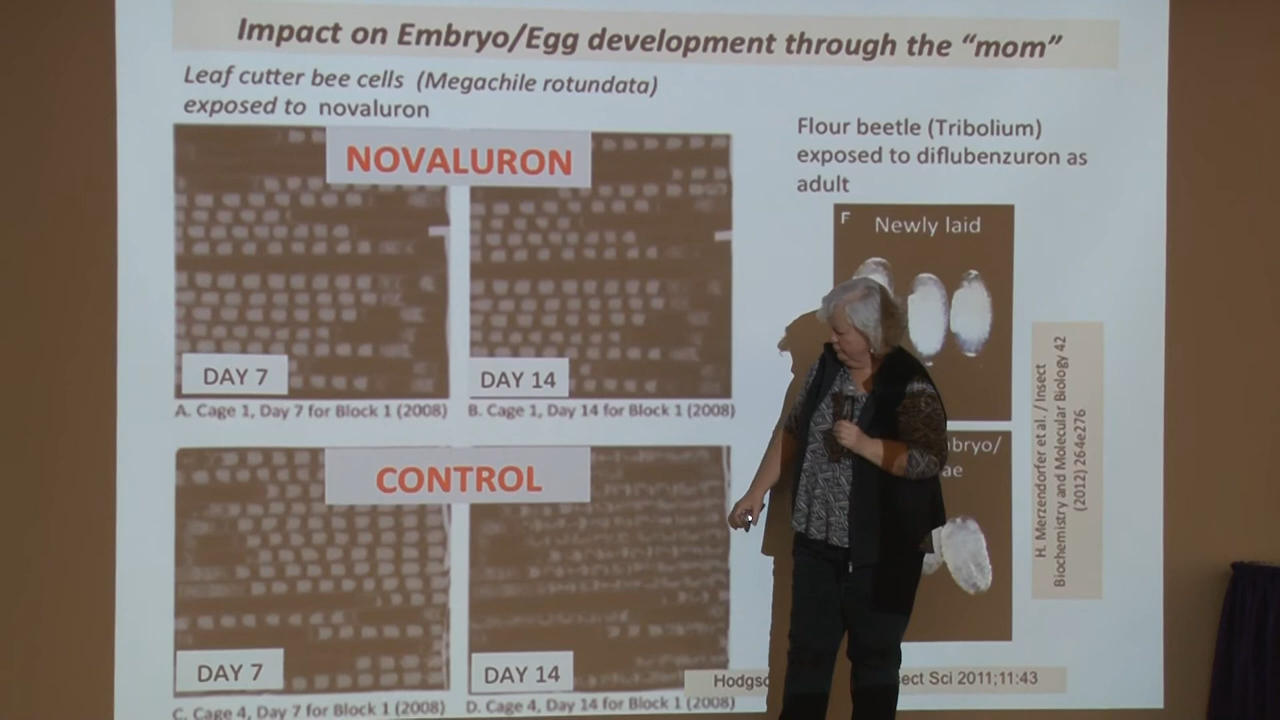 Impact on Embryo/Egg development through the “mom”
Leaf cutter bee cells (Megachile rotundata)
exposed to novaluron
NOVALURON
DAY 7
DAY 14
A. Cage 1, Day 7 for Block 1 (2008)
B. Cage 1, Day 14 for Block 1 (2008)
CONTROL
DAY 7
DAY 14
C. Cage 4, Day 7 for Block 1 (2008)
D. Cage 4, Day 14 for Block 1 (2008)
Flour beetle (Tribolium)
exposed to diflubenzuron as
adult
F
Newly laid
H. Merzendorfer et al. / Insect
Biochemistry and Molecular Biology 42
(2012) 264e276
Sci 2011;11:43